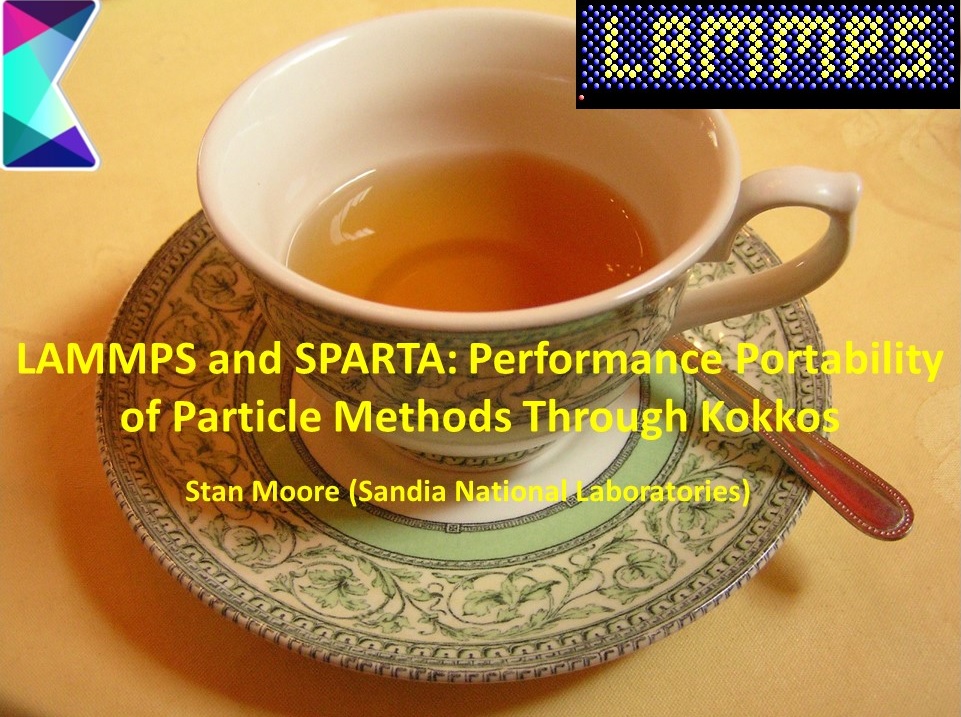 LAMMPS
LAMMPS and SPARTA: Performance Portability
of Particle Methods Through Kokkos
Stan Moore (Sandia National Laboratories)